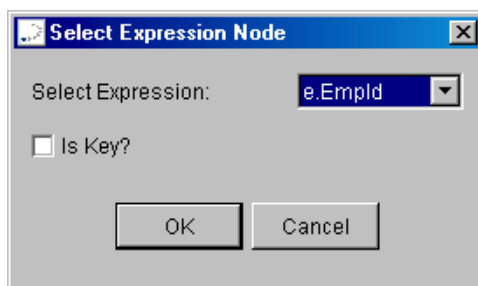 Select Expression Node
Select Expression: e.EmpId
Is Key?
OK Cancel